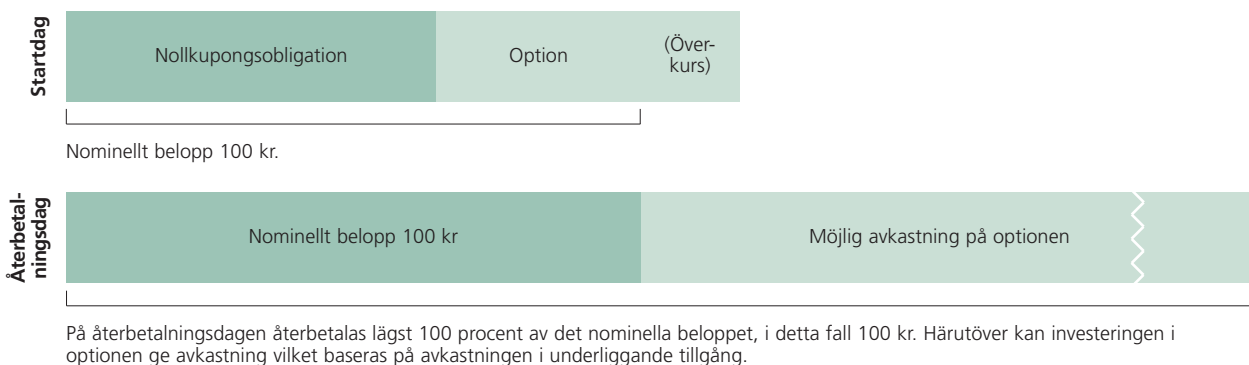 Startdag
Nollkupongsobligation
Option
(Över-
kurs)
Nominellt belopp 100 kr.
Återbetal-
ningsdag
Nominellt belopp 100 kr
Möjlig avkastning på optionen
På återbetalningsdagen återbetalas lägst 100 procent av det nominella beloppet, i detta fall 100 kr. Härutöver kan investeringen i
optionen ge avkastning vilket baseras på avkastningen i underliggande tillgång.